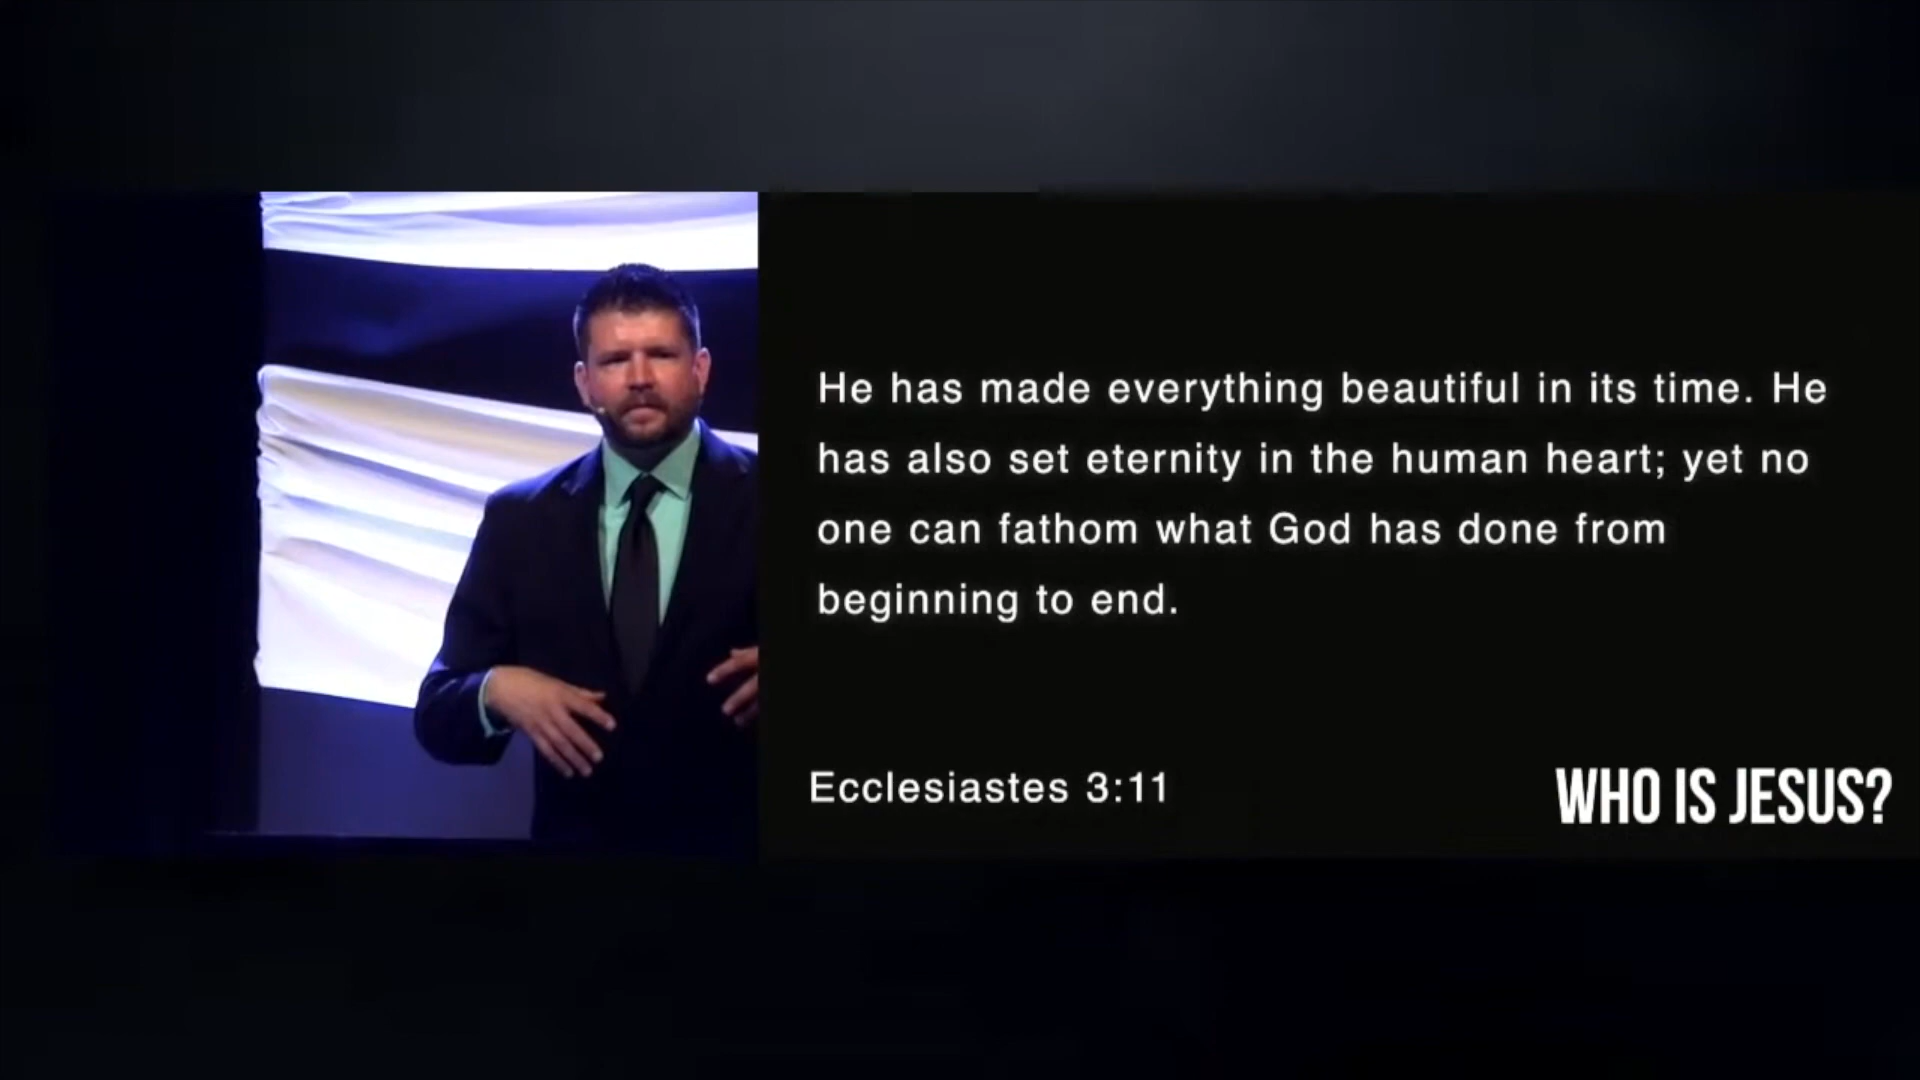 He has made everything beautiful in its time. He
has also set eternity in the human heart; yet no
one can fathom what God has done from
beginning to end.
Ecclesiastes 3:11
WHO IS JESUS?